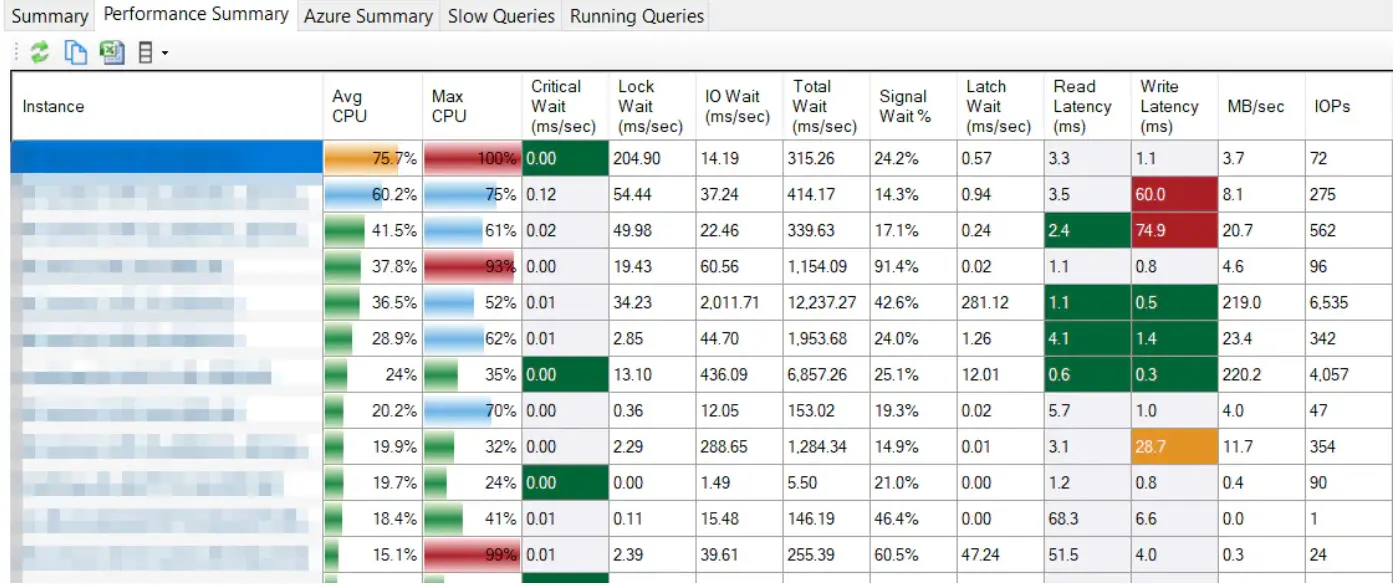 Summary Performance Summary Azure Summary Slow Queries Running Queries
Instance Avg CPU Max CPU Critical Wait (ms/sec) Lock Wait (ms/sec) IO Wait (ms/sec) Total Wait (ms/sec) Signal Wait % Latch Wait (ms/sec) Read Latency (ms) Write Latency (ms) MB/sec IOPs
75.7% 100% 0.00 204.90 14.19 315.26 24.2% 0.57 3.3 1.1 3.7 72
60.2% 75% 0.12 54.44 37.24 414.17 14.3% 0.94 3.5 60.0 8.1 275
41.5% 61% 0.02 49.98 22.46 339.63 17.1% 0.24 2.4 74.9 20.7 562
37.8% 93% 0.00 19.43 60.56 1,154.09 91.4% 0.02 1.1 0.8 4.6 96
36.5% 52% 0.01 34.23 2,011.71 12,237.27 42.6% 281.12 1.1 0.5 219.0 6,535
28.9% 62% 0.01 2.85 44.70 1,953.68 24.0% 1.26 4.1 1.4 23.4 342
24% 35% 0.00 13.10 436.09 6,857.26 25.1% 12.01 0.6 0.3 220.2 4,057
20.2% 70% 0.00 0.36 12.05 153.02 19.3% 0.02 5.7 1.0 4.0 47
19.9% 32% 0.00 2.29 288.65 1,284.34 14.9% 0.01 3.1 28.7 11.7 354
19.7% 24% 0.00 0.00 1.49 5.50 21.0% 0.00 1.2 0.8 0.4 90
18.4% 41% 0.01 0.11 15.48 146.19 46.4% 0.00 68.3 6.6 0.0 1
15.1% 99% 0.01 2.39 39.61 255.39 60.5% 47.24 51.5 4.0 0.3 24